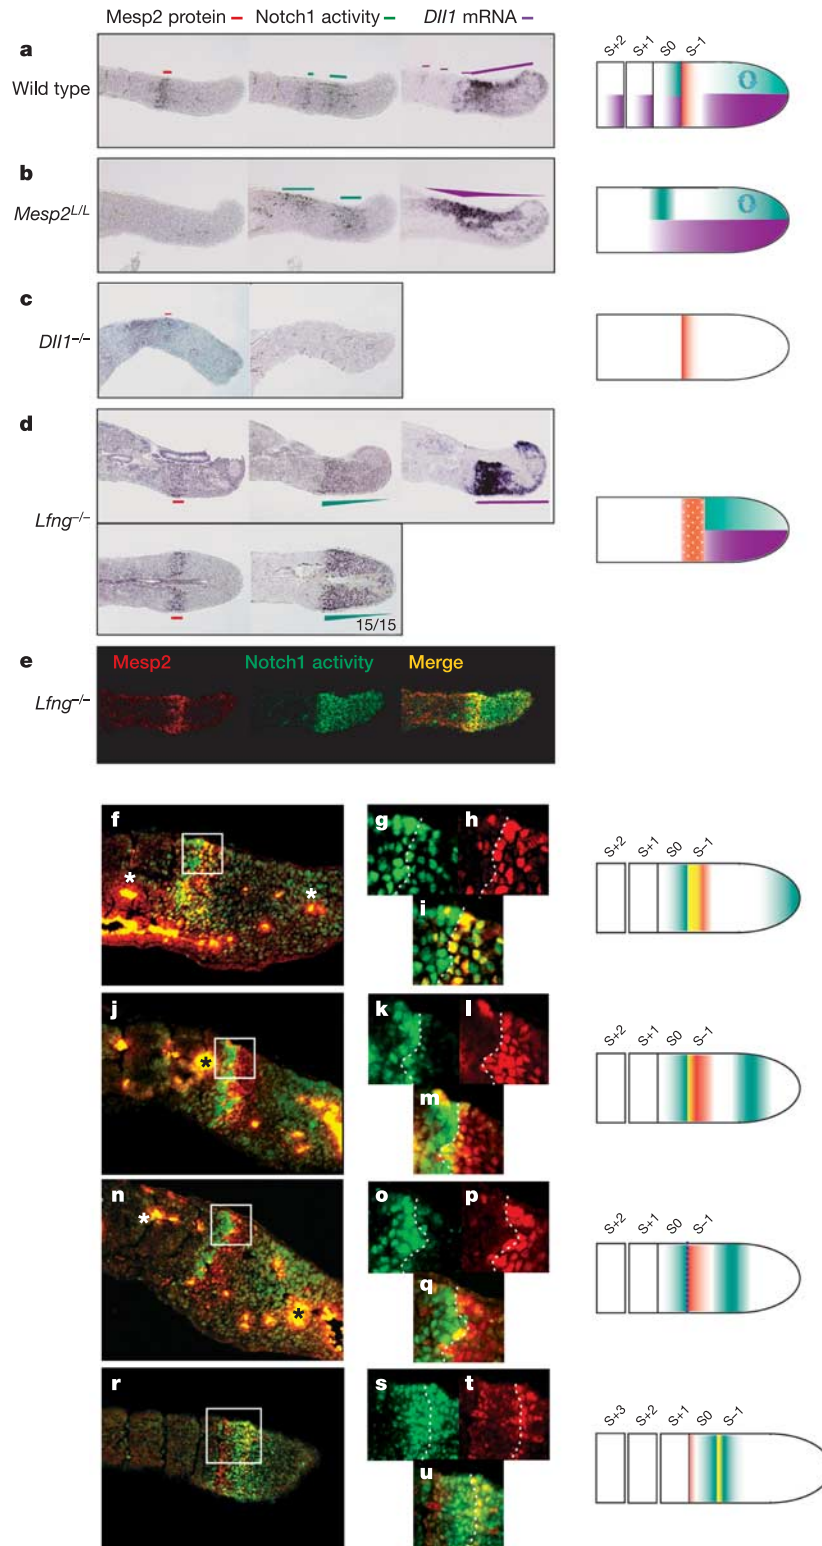 Mesp2 protein Notch1 activity Dll1 mRNA
S+2 S+1 S0 S–1
a
Wild type
b
Mesp2L/L
c
Dll1–/–
d
Lfng–/–
15/15
e
Mesp2 Notch1 activity Merge
Lfng–/–
f g h
i
S+2 S+1 S0 S–1
j k l
m
S+2 S+1 S0 S–1
n o p
q
S+2 S+1 S0 S–1
r s t
u
S+3 S+2 S+1 S0 S–1